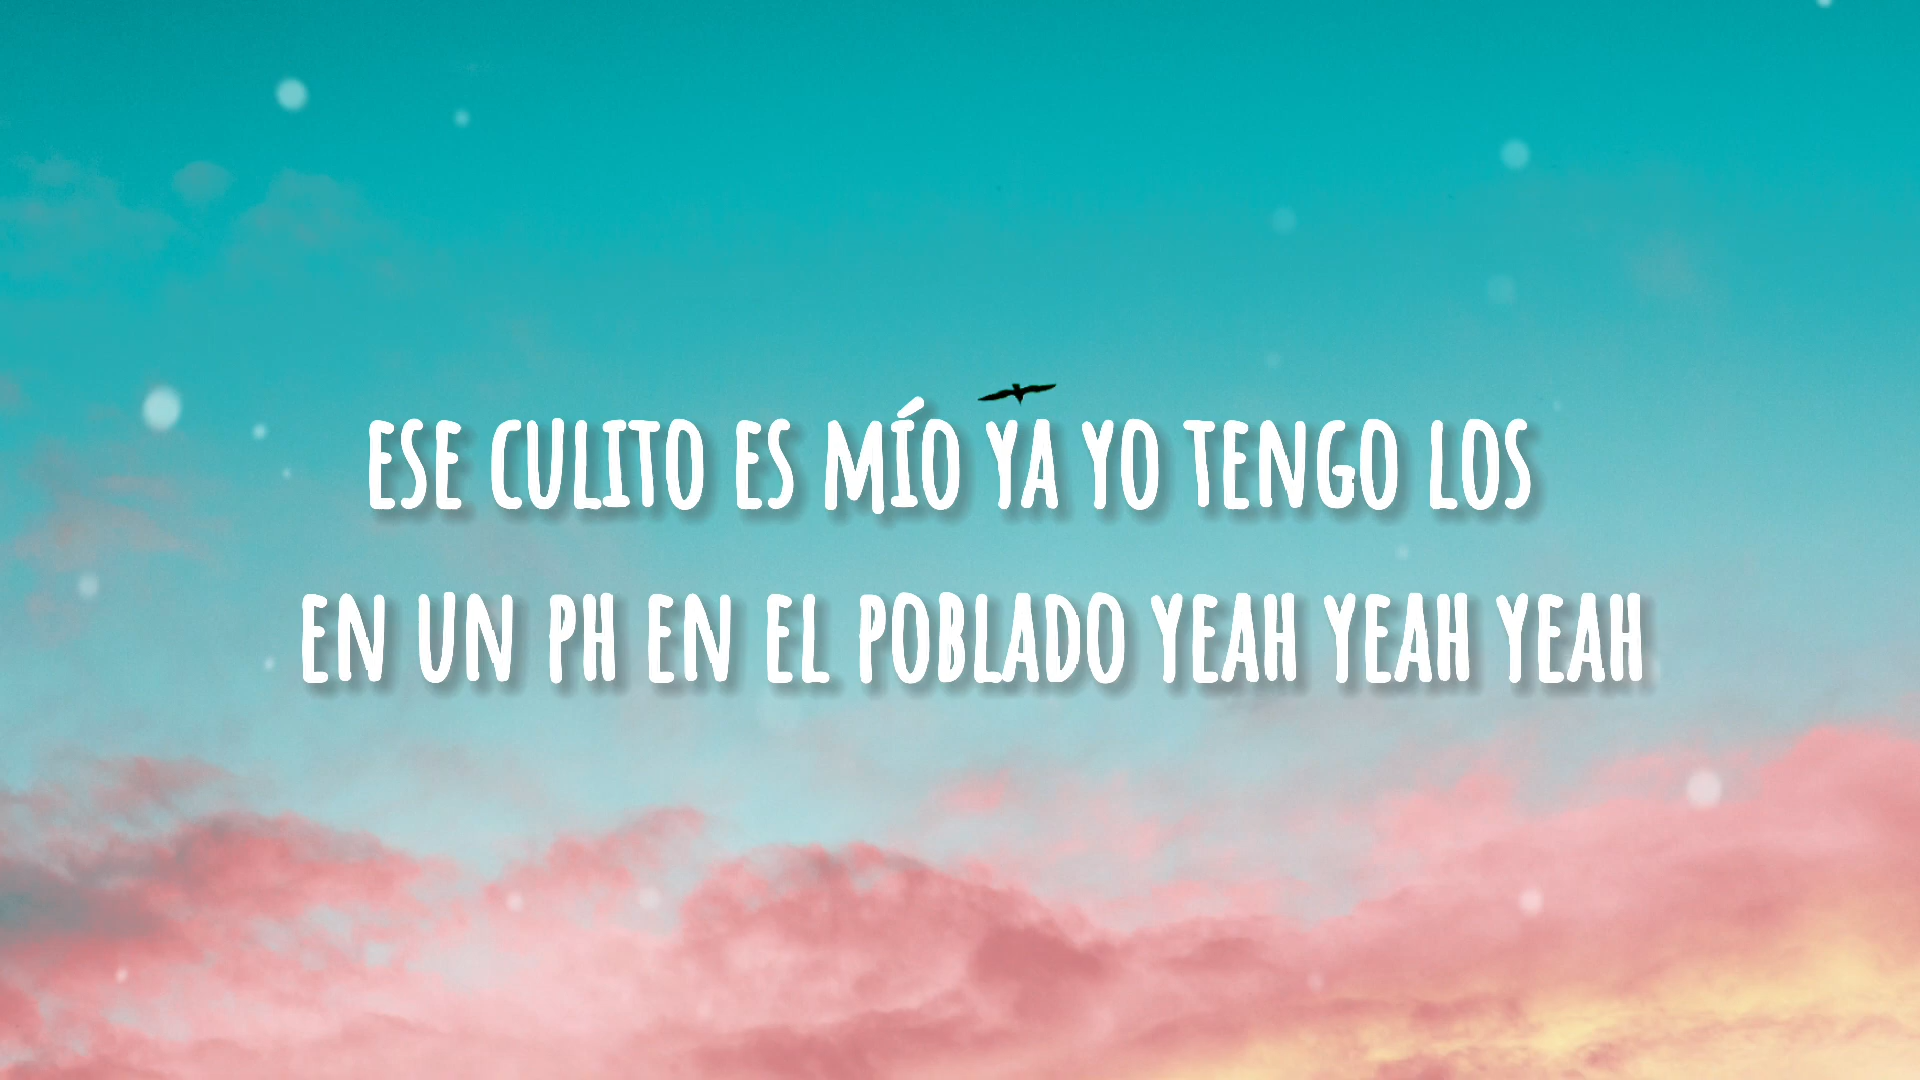 ESE CULITO ES MÍO YA YO TENGO LOS
EN UN PH EN EL POBLADO YEAH YEAH YEAH